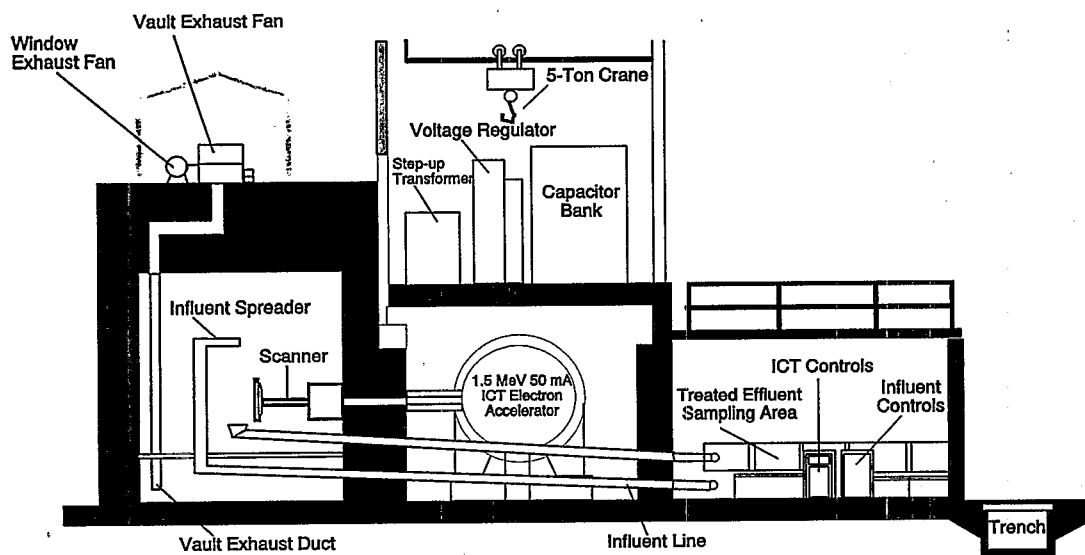 Vault Exhaust Fan
Window
Exhaust Fan
5-Ton Crane
Voltage Regulator
Step-up
Transformer
Capacitor
Bank
Influent Spreader
Scanner
1.5 MeV 50 mA
ICT Electron
Accelerator
ICT Controls
Treated Effluent
Sampling Area
Influent
Controls
Trench
Vault Exhaust Duct
Influent Line